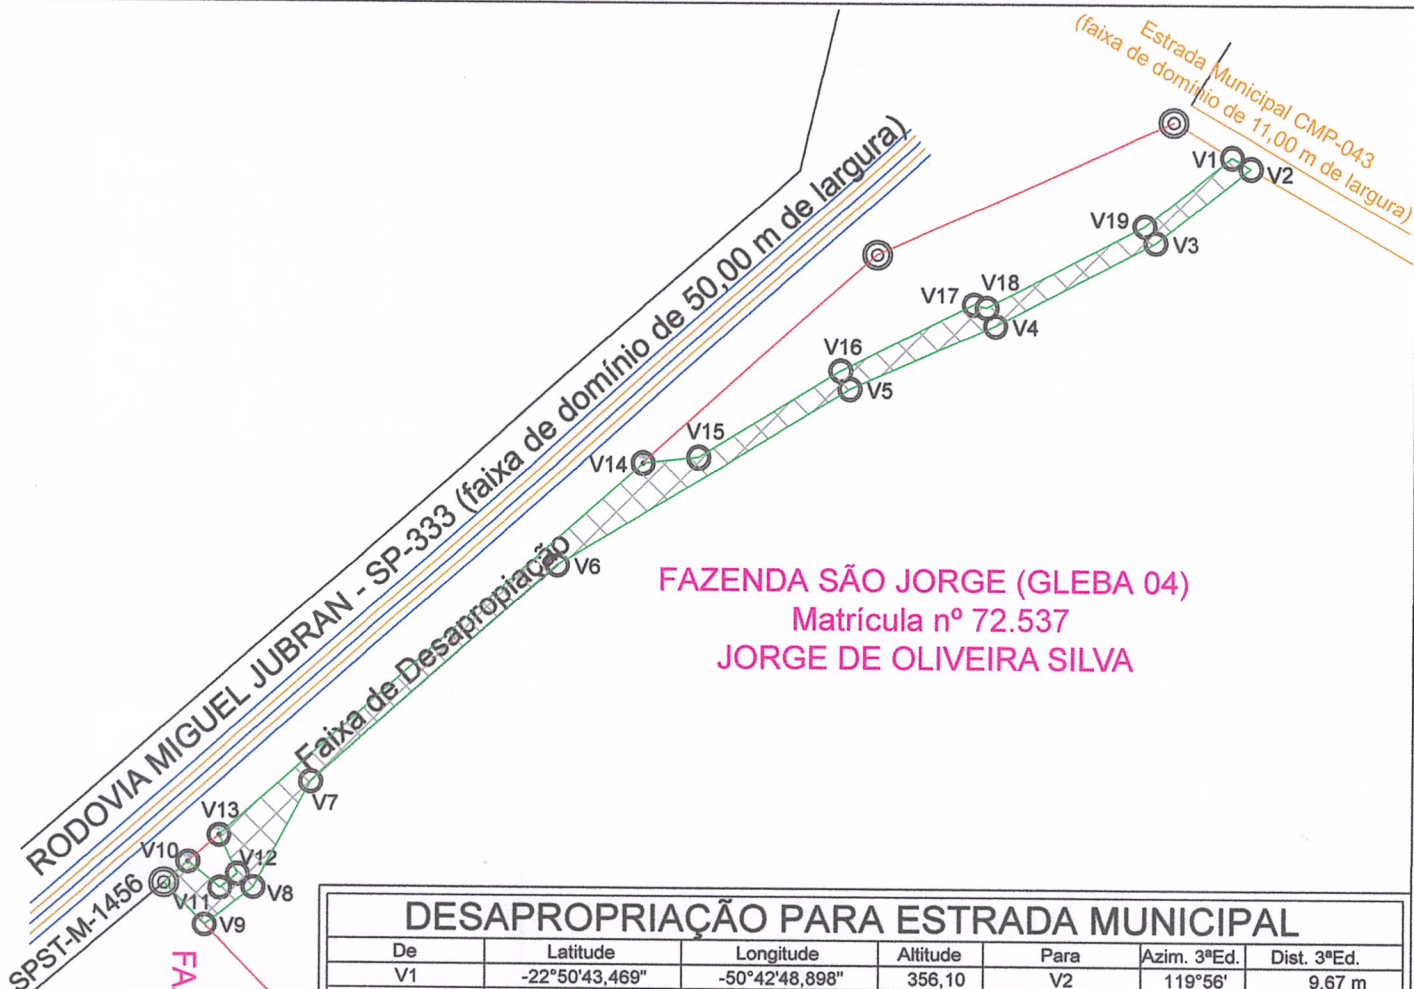 Estrada Municipal CMP-043
(faixa de domínio de 11,00 m de largura)
RODOVIA MIGUEL JUBRAN - SP-333 (faixa de domínio de 50,00 m de largura)
V1
V2
V19
V3
V17
V18
V4
V16
V5
V15
V14
V6
Faixa de Desapropiação
FAZENDA SÃO JORGE (GLEBA 04)
Matrícula nº 72.537
JORGE DE OLIVEIRA SILVA
V7
V13
V10
V12
V11
V8
V9
SPST-M-1456
FA
DESAPROPRIAÇÃO PARA ESTRADA MUNICIPAL
De Latitude Longitude Altitude Para Azim. 3ªEd. Dist. 3ªEd.
V1 -22°50'43,469" -50°42'48,898" 356,10 V2 119°56' 9,67 m